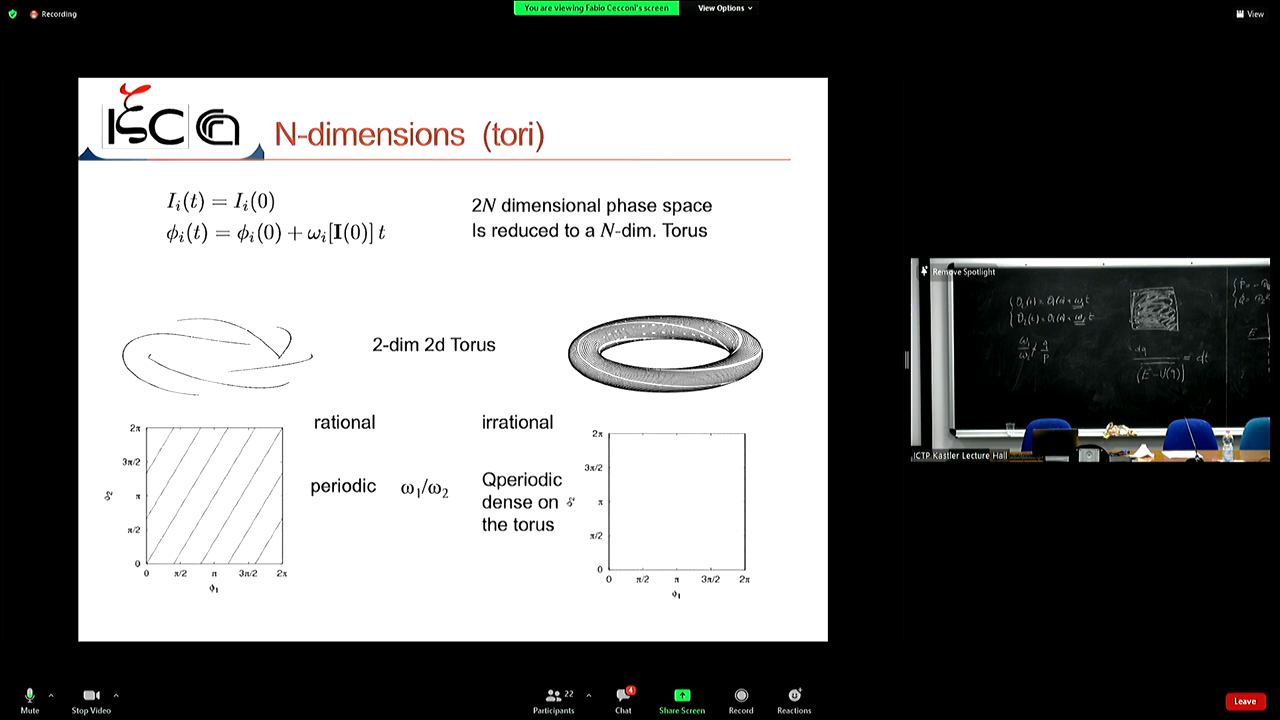 Recording
You are viewing Fabio Cecconi's screen
View Options
View
N-dimensions (tori)
I_i(t) = I_i(0)
ϕ_i(t) = ϕ_i(0) + ω_i[I(0)] t
2N dimensional phase space
Is reduced to a N-dim. Torus
2-dim 2d Torus
rational
irrational
periodic
ω₁/ω₂
Qperiodic
dense on
the torus
2π
3π/2
π
π/2
0
0 π/2 π 3π/2 2π
ϕ₁
ϕ₂
2π
3π/2
π
π/2
0
0 π/2 π 3π/2 2π
ϕ₁
ϕ₂
Remove Spotlight
ICTP Kastler Lecture Hall
Mute
Stop Video
22
Participants
4
Chat
Share Screen
Record
Reactions
Leave